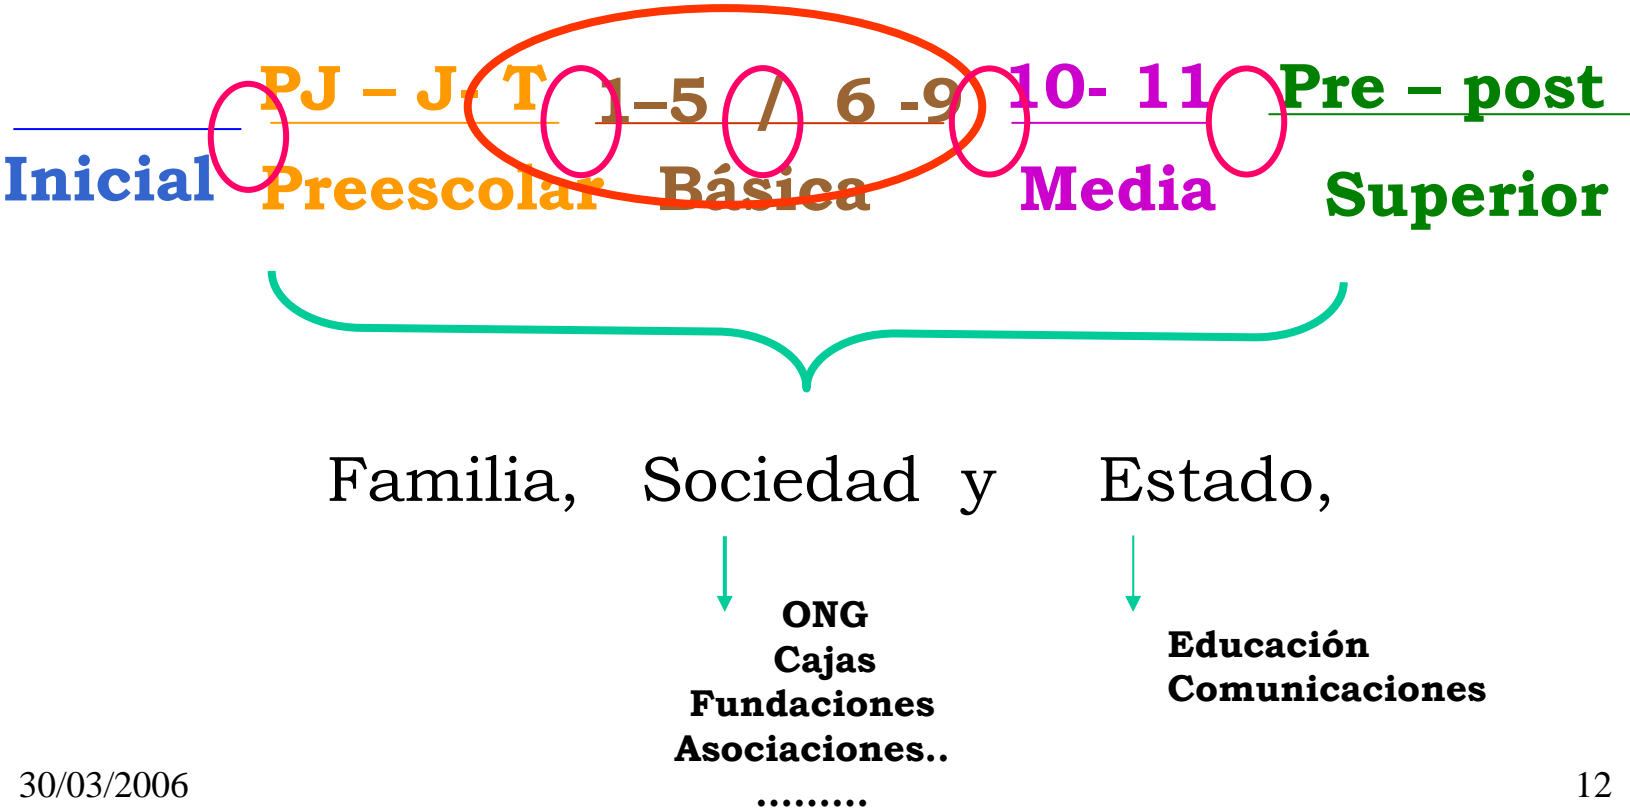 PJ – J- T 1–5 / 6 -9 10- 11 Pre – post
Inicial Preescolar Básica Media Superior
Familia, Sociedad y Estado,
ONG
Cajas
Fundaciones
Asociaciones..
.........
Educación
Comunicaciones
30/03/2006
12